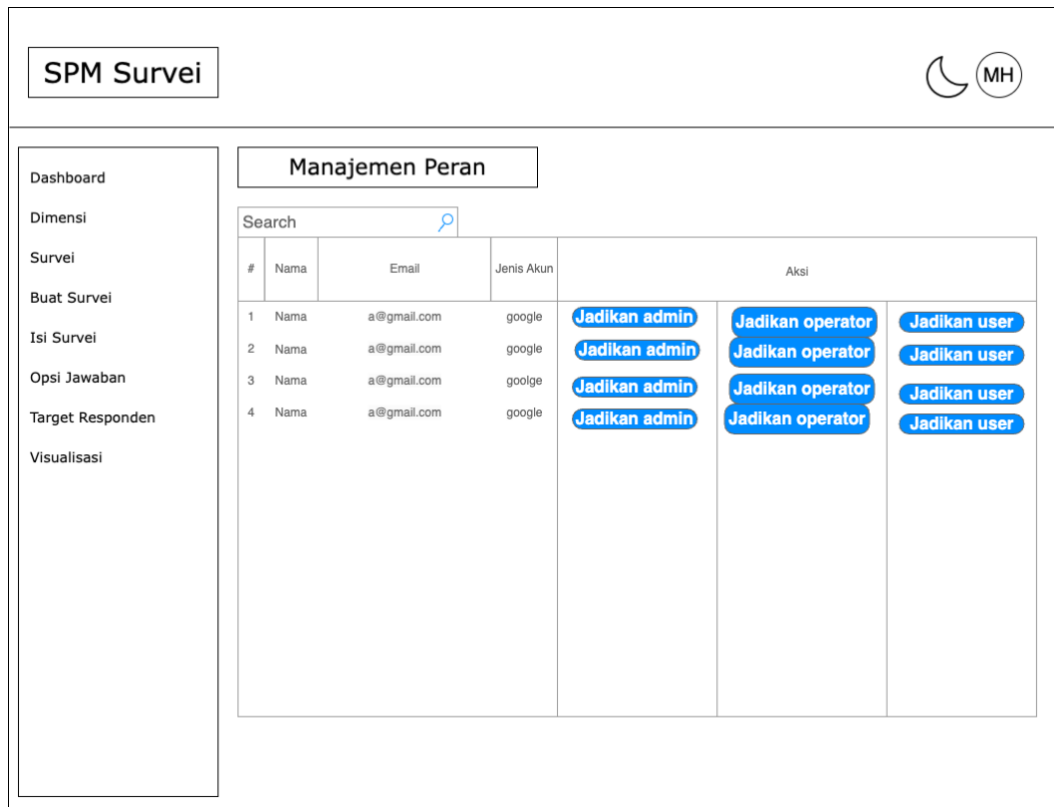 SPM Survei
MH
Dashboard
Dimensi
Survei
Buat Survei
Isi Survei
Opsi Jawaban
Target Responden
Visualisasi
Manajemen Peran
Search
# Nama Email Jenis Akun Aksi
1 Nama a@gmail.com google Jadikan admin Jadikan operator Jadikan user
2 Nama a@gmail.com google Jadikan admin Jadikan operator Jadikan user
3 Nama a@gmail.com goolge Jadikan admin Jadikan operator Jadikan user
4 Nama a@gmail.com google Jadikan admin Jadikan operator Jadikan user